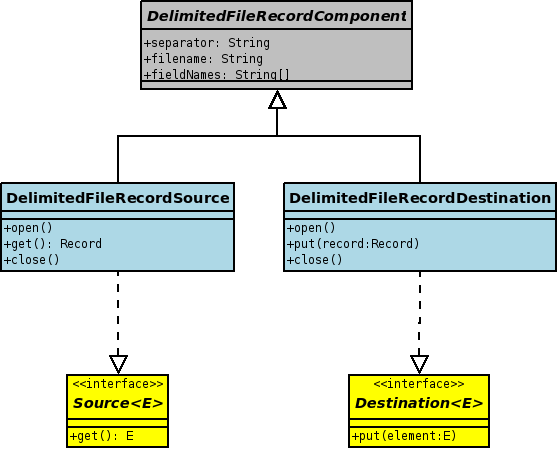 DelimitedFileRecordComponent
+separator: String
+filename: String
+fieldNames: String[]
DelimitedFileRecordSource
+open()
+get(): Record
+close()
DelimitedFileRecordDestination
+open()
+put(record:Record)
+close()
<<interface>>
Source<E>
+get(): E
<<interface>>
Destination<E>
+put(element:E)